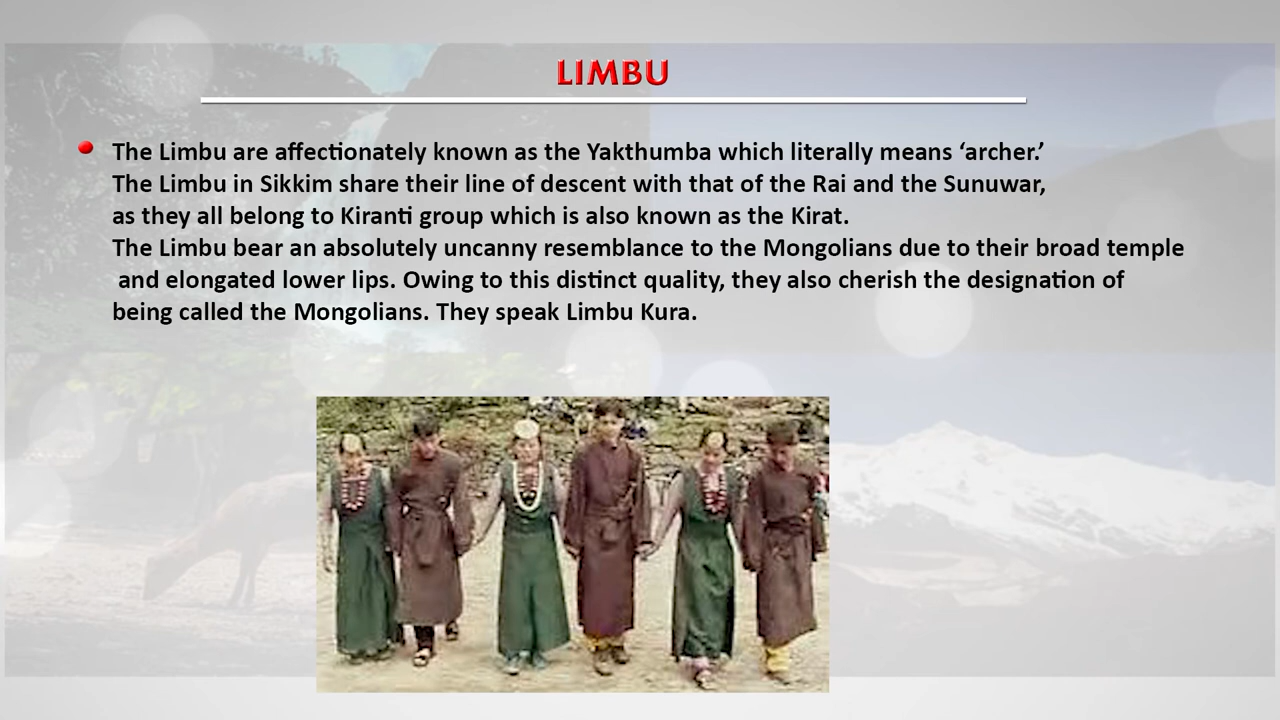 LIMBU
The Limbu are affectionately known as the Yakthumba which literally means ‘archer.’
The Limbu in Sikkim share their line of descent with that of the Rai and the Sunuwar,
as they all belong to Kiranti group which is also known as the Kirat.
The Limbu bear an absolutely uncanny resemblance to the Mongolians due to their broad temple
and elongated lower lips. Owing to this distinct quality, they also cherish the designation of
being called the Mongolians. They speak Limbu Kura.